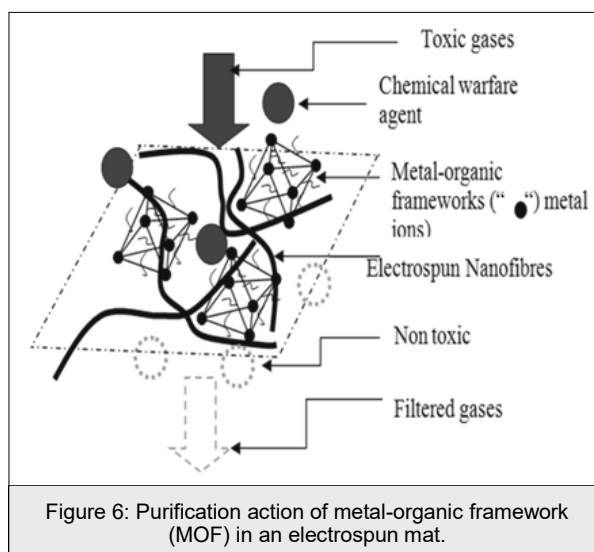 Toxic gases
Chemical warfare
agent
Metal-organic
frameworks (“ ●”) metal
ions)
Electrospun Nanofibres
Non toxic
Filtered gases
Figure 6: Purification action of metal-organic framework
(MOF) in an electrospun mat.